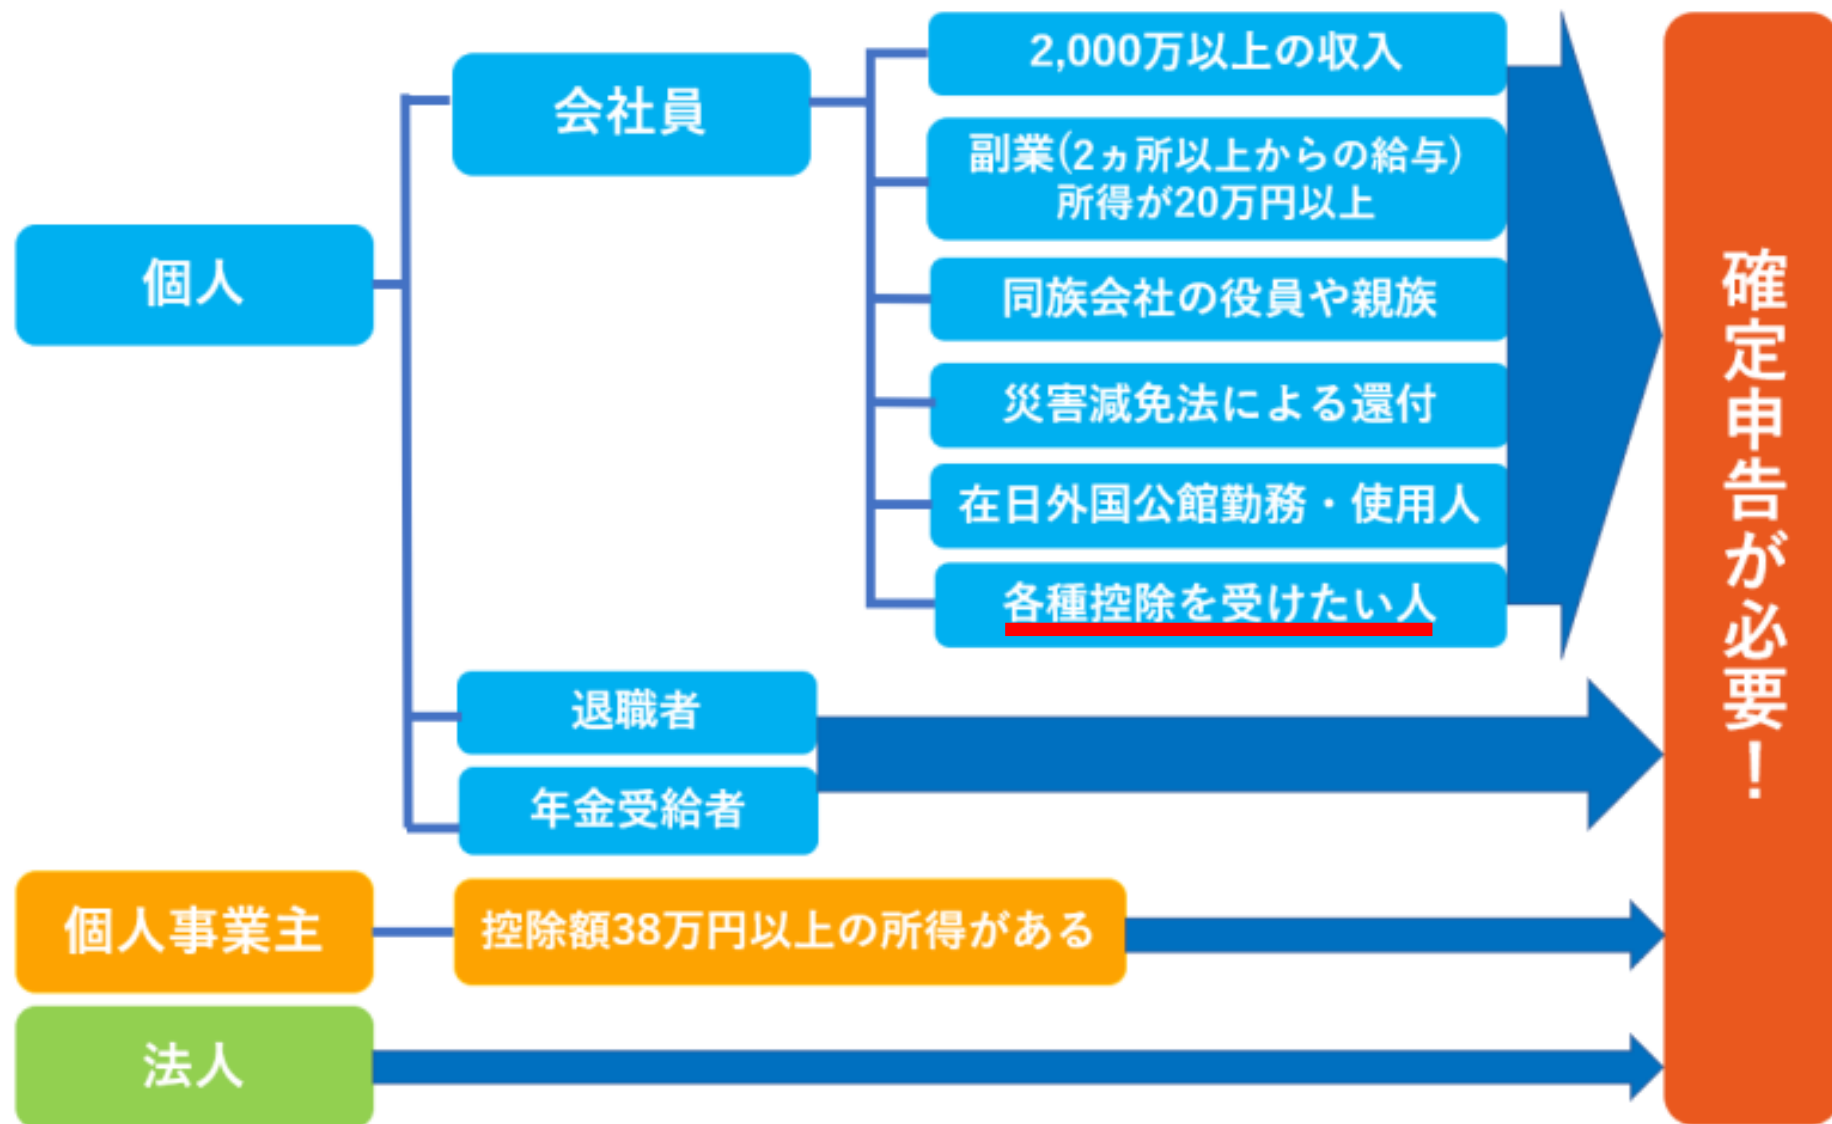 個人
会社員
2,000万以上の収入
副業(2ヵ所以上からの給与)
所得が20万円以上
同族会社の役員や親族
災害減免法による還付
在日外国公館勤務・使用人
各種控除を受けたい人
退職者
年金受給者
個人事業主
控除額38万円以上の所得がある
法人
確定申告が必要！